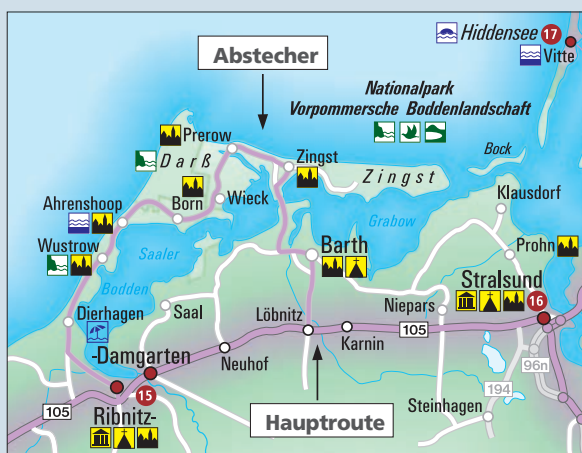 Hiddensee 17
Vitte
Abstecher
Nationalpark
Vorpommersche Boddenlandschaft
Prerow
Darß
Zingst
Zingst
Bock
Born
Wieck
Klausdorf
Ahrenshoop
Grabow
Wustrow
Saaler
Bodden
Barth
Prohn
Stralsund
16
Dierhagen
Saal
Löbnitz
Niepars
105
-Damgarten
Neuhof
Karnin
96n
15
194
105
Ribnitz-
Hauptroute
Steinhagen